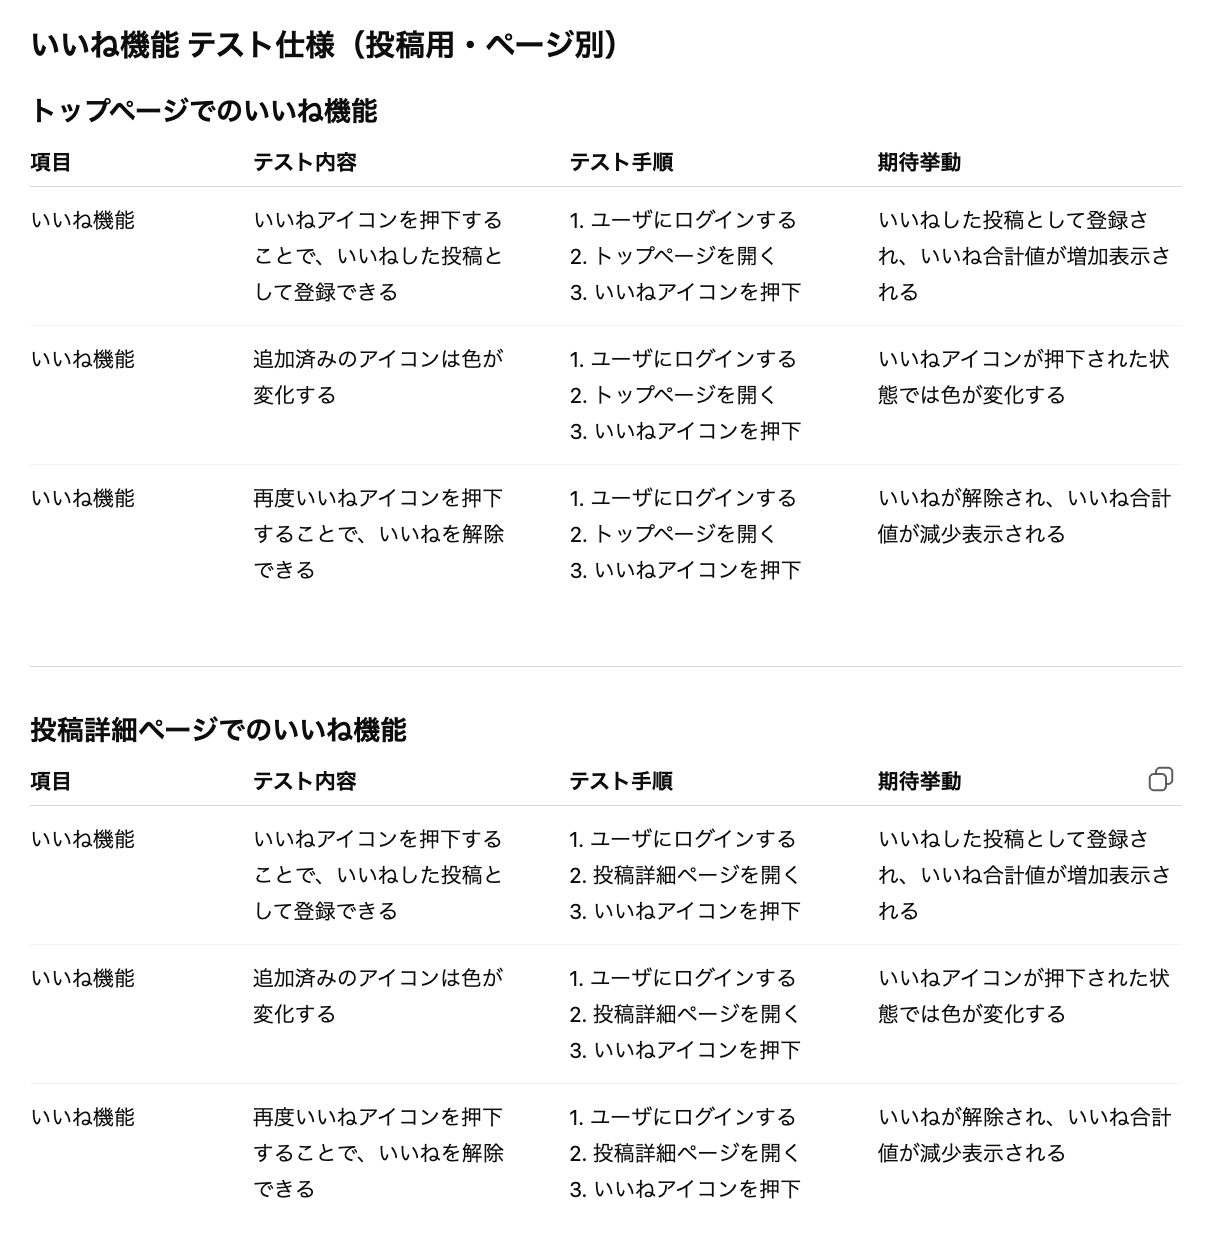 いいね機能 テスト仕様（投稿用・ページ別）
トップページでのいいね機能
項目 テスト内容 テスト手順 期待挙動
いいね機能 いいねアイコンを押下する 1. ユーザにログインする いいねした投稿として登録さ
ことで、いいねした投稿と 2. トップページを開く れ、いいね合計値が増加表示さ
して登録できる 3. いいねアイコンを押下 れる
いいね機能 追加済みのアイコンは色が 1. ユーザにログインする いいねアイコンが押下された状
変化する 2. トップページを開く 態では色が変化する
3. いいねアイコンを押下
いいね機能 再度いいねアイコンを押下 1. ユーザにログインする いいねが解除され、いいね合計
することで、いいねを解除 2. トップページを開く 値が減少表示される
できる 3. いいねアイコンを押下
投稿詳細ページでのいいね機能
項目 テスト内容 テスト手順 期待挙動
いいね機能 いいねアイコンを押下する 1. ユーザにログインする いいねした投稿として登録さ
ことで、いいねした投稿と 2. 投稿詳細ページを開く れ、いいね合計値が増加表示さ
して登録できる 3. いいねアイコンを押下 れる
いいね機能 追加済みのアイコンは色が 1. ユーザにログインする いいねアイコンが押下された状
変化する 2. 投稿詳細ページを開く 態では色が変化する
3. いいねアイコンを押下
いいね機能 再度いいねアイコンを押下 1. ユーザにログインする いいねが解除され、いいね合計
することで、いいねを解除 2. 投稿詳細ページを開く 値が減少表示される
できる 3. いいねアイコンを押下